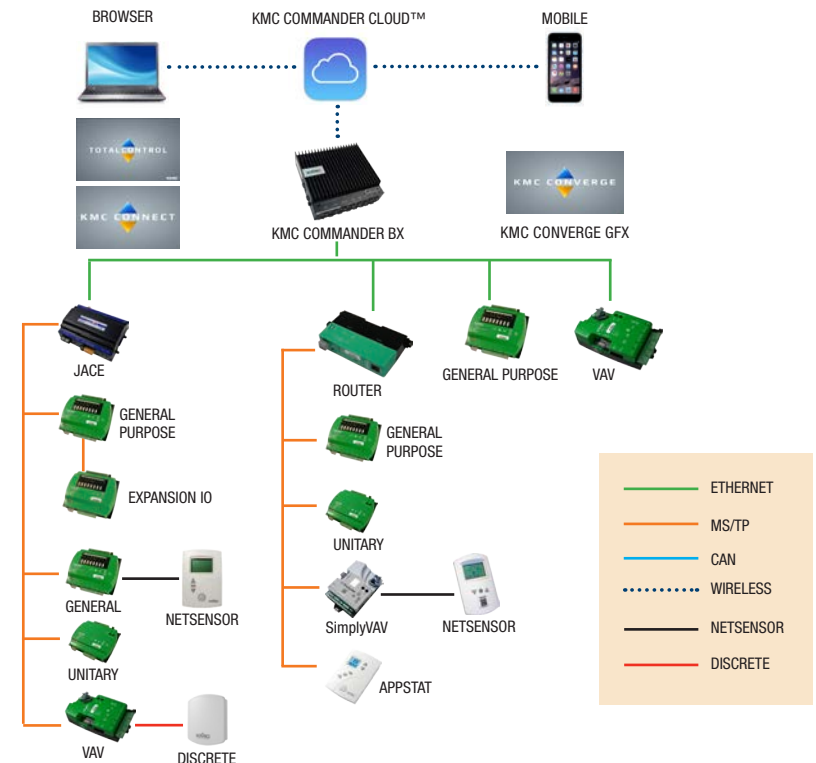 BROWSER
KMC COMMANDER CLOUD™
MOBILE
TOTALCONTROL
KMC CONNECT
KMC CONVERGE
KMC COMMANDER BX
KMC CONVERGE GFX
JACE
ROUTER
GENERAL PURPOSE
VAV
GENERAL
PURPOSE
EXPANSION IO
GENERAL
NETSENSOR
UNITARY
VAV
DISCRETE
GENERAL
PURPOSE
UNITARY
SimplyVAV
NETSENSOR
APPSTAT
ETHERNET
MS/TP
CAN
WIRELESS
NETSENSOR
DISCRETE